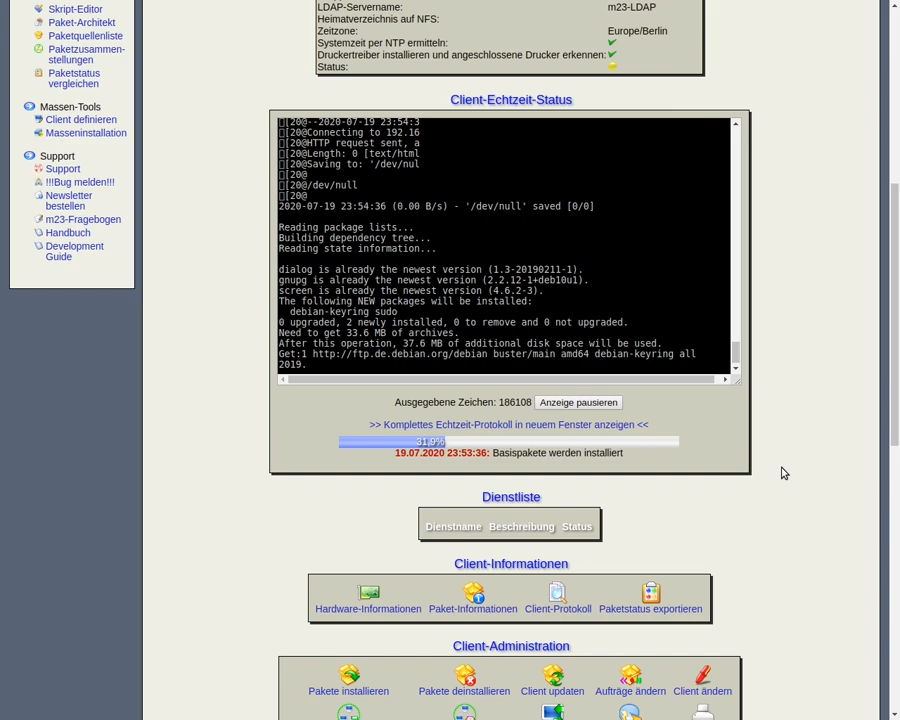 Skript-Editor
Paket-Architekt
Paketquellenliste
Paketzusammen-
stellungen
Paketstatus
vergleichen
Massen-Tools
Client definieren
Masseninstallation
Support
Support
!!!Bug melden!!!
Newsletter
bestellen
m23-Fragebogen
Handbuch
Development
Guide
LDAP-Servername: m23-LDAP
Heimatverzeichnis auf NFS:
Zeitzone: Europe/Berlin
Systemzeit per NTP ermitteln:
Druckertreiber installieren und angeschlossene Drucker erkennen:
Status:
Client-Echtzeit-Status
[20@--2020-07-19 23:54:3
[20@Connecting to 192.16
[20@HTTP request sent, a
[20@Length: 0 [text/html
[20@Saving to: '/dev/nul
[20@
[20@/dev/null
[20@
2020-07-19 23:54:36 (0.00 B/s) - '/dev/null' saved [0/0]
Reading package lists...
Building dependency tree...
Reading state information...
dialog is already the newest version (1.3-20190211-1).
gnupg is already the newest version (2.2.12-1+deb10u1).
screen is already the newest version (4.6.2-3).
The following NEW packages will be installed:
debian-keyring sudo
0 upgraded, 2 newly installed, 0 to remove and 0 not upgraded.
Need to get 33.6 MB of archives.
After this operation, 37.6 MB of additional disk space will be used.
Get:1 http://ftp.de.debian.org/debian buster/main amd64 debian-keyring all
2019.
Ausgegebene Zeichen: 186108 Anzeige pausieren
>> Komplettes Echtzeit-Protokoll in neuem Fenster anzeigen <<
31,9%
19.07.2020 23:53:36: Basispakete werden installiert
Dienstliste
Dienstname Beschreibung Status
Client-Informationen
Hardware-Informationen Paket-Informationen Client-Protokoll Paketstatus exportieren
Client-Administration
Pakete installieren Pakete deinstallieren Client updaten Aufträge ändern Client ändern